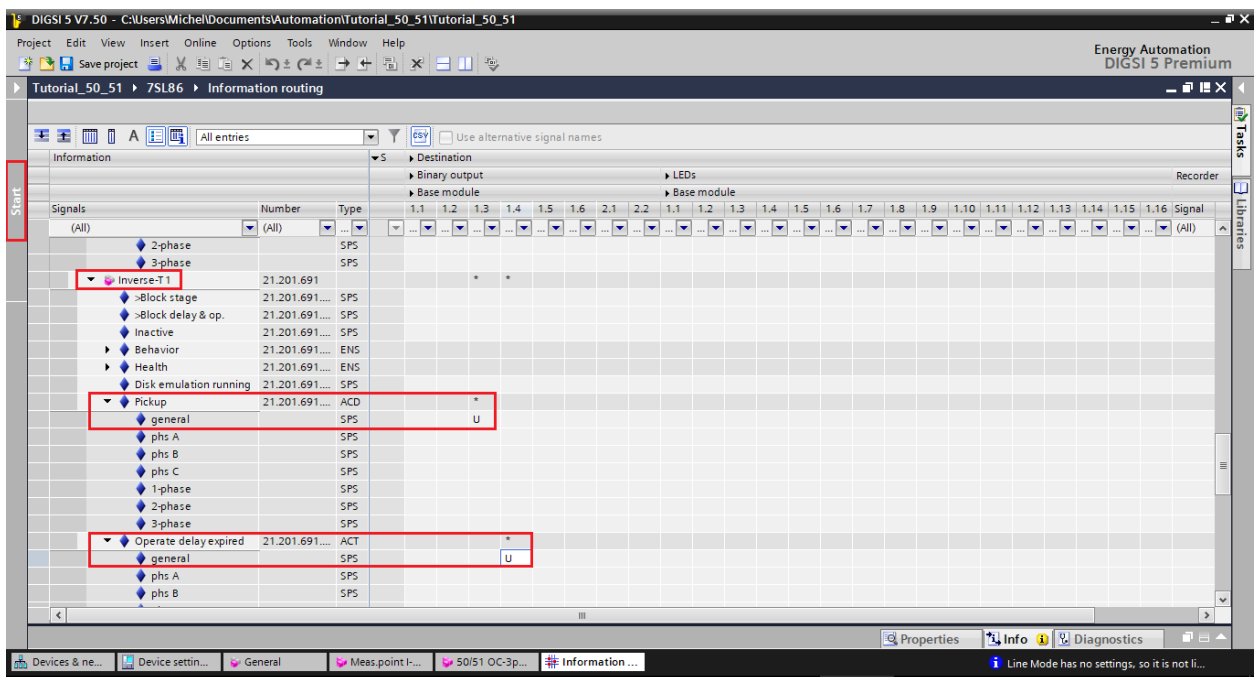 DIGSI 5 V7.50 - C:\Users\Michel\Documents\Automation\Tutorial_50_51\Tutorial_50_51
Project Edit View Insert Online Options Tools Window Help
Energy Automation
Save project
DIGSI 5 Premium
Tutorial_50_51 7SL86 Information routing
A All entries csv Use alternative signal names
Information S Destination
Binary output LEDs Recorder
Base module Base module
Signals Number Type 1.1 1.2 1.3 1.4 1.5 1.6 2.1 2.2 1.1 1.2 1.3 1.4 1.5 1.6 1.7 1.8 1.9 1.10 1.11 1.12 1.13 1.14 1.15 1.16 Signal
(All) (All) ... ... ... ... ... ... ... ... ... ... ... ... ... ... ... ... ... ... ... ... ... ... ... ... ... (All)
2-phase SPS
3-phase SPS
Inverse-T1 21.201.691 * *
>Block stage 21.201.691.... SPS
>Block delay & op. 21.201.691.... SPS
Inactive 21.201.691.... SPS
Behavior 21.201.691.... ENS
Health 21.201.691.... ENS
Disk emulation running 21.201.691.... SPS
Pickup 21.201.691.... ACD *
general SPS U
phs A SPS
phs B SPS
phs C SPS
1-phase SPS
2-phase SPS
3-phase SPS
Operate delay expired 21.201.691.... ACT *
general SPS U
phs A SPS
phs B SPS
Start
Tasks
Libraries
Properties Info Diagnostics
Devices & ne... Device settin... General Meas.point I-... 50/51 OC-3p... Information ... Line Mode has no settings, so it is not li...